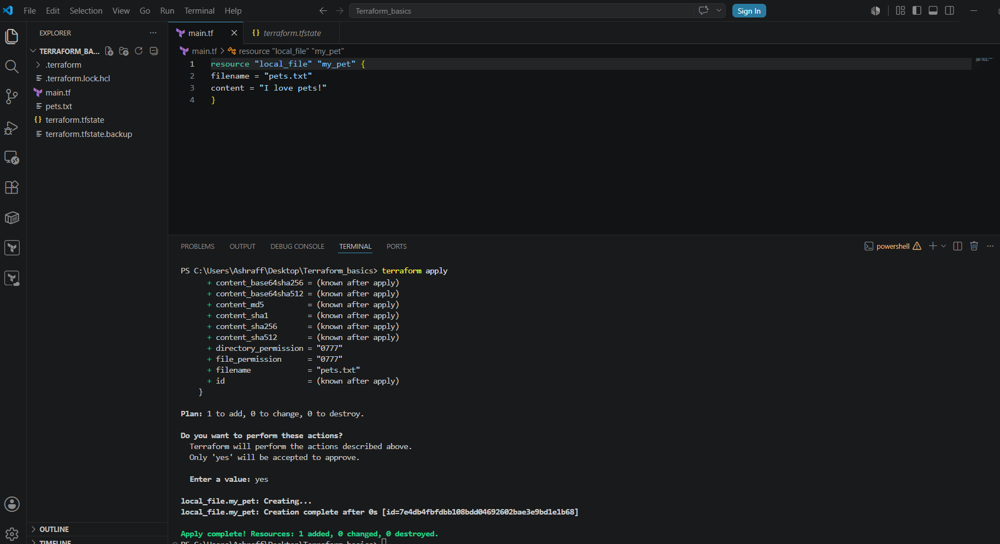 File Edit Selection View Go Run Terminal Help
Terraform_basics
Sign In
EXPLORER
TERRAFORM_BA...
.terraform
.terraform.lock.hcl
main.tf
pets.txt
terraform.tfstate
terraform.tfstate.backup
OUTLINE
TIMELINE
main.tf
{} terraform.tfstate
main.tf > resource "local_file" "my_pet"
1 resource "local_file" "my_pet" {
2 filename = "pets.txt"
3 content = "I love pets!"
4 }
PROBLEMS OUTPUT DEBUG CONSOLE TERMINAL PORTS
powershell
PS C:\Users\Ashraff\Desktop\Terraform_basics> terraform apply
+ content_base64sha256 = (known after apply)
+ content_base64sha512 = (known after apply)
+ content_md5 = (known after apply)
+ content_sha1 = (known after apply)
+ content_sha256 = (known after apply)
+ content_sha512 = (known after apply)
+ directory_permission = "0777"
+ file_permission = "0777"
+ filename = "pets.txt"
+ id = (known after apply)
}
Plan: 1 to add, 0 to change, 0 to destroy.
Do you want to perform these actions?
Terraform will perform the actions described above.
Only 'yes' will be accepted to approve.
Enter a value: yes
local_file.my_pet: Creating...
local_file.my_pet: Creation complete after 0s [id=7e4db4fbfdbb108bdd04692602bae3e9bd1e1b68]
Apply complete! Resources: 1 added, 0 changed, 0 destroyed.
PS C:\Users\Ashraff\Desktop\Terraform_basics>